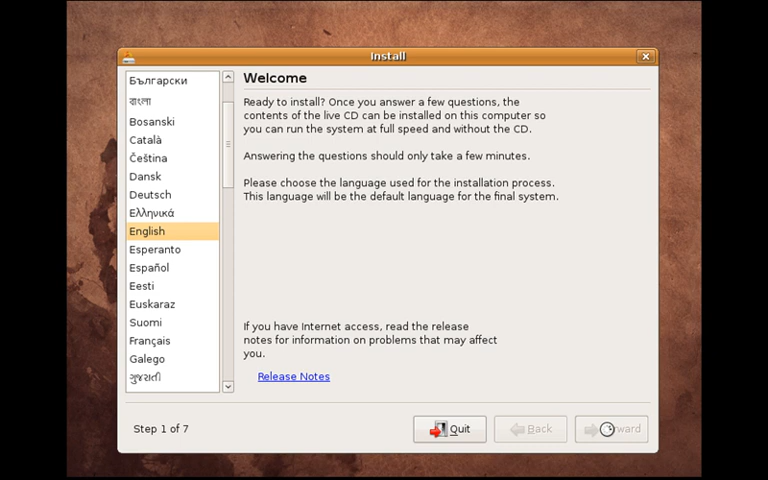 Install
Български
বাংলা
Bosanski
Català
Čeština
Dansk
Deutsch
Ελληνικά
English
Esperanto
Español
Eesti
Euskaraz
Suomi
Français
Galego
ગુજરાતી
Welcome
Ready to install? Once you answer a few questions, the
contents of the live CD can be installed on this computer so
you can run the system at full speed and without the CD.
Answering the questions should only take a few minutes.
Please choose the language used for the installation process.
This language will be the default language for the final system.
If you have Internet access, read the release
notes for information on problems that may affect
you.
Release Notes
Step 1 of 7
Quit
Back